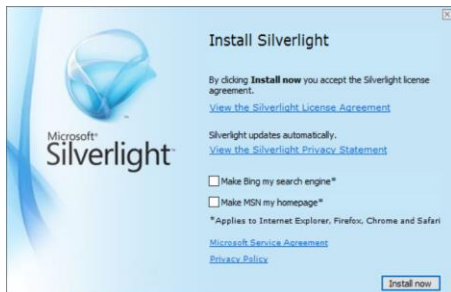 Install Silverlight
By clicking Install now you accept the Silverlight license
agreement.
View the Silverlight License Agreement
Microsoft®
Silverlight™
Silverlight updates automatically.
View the Silverlight Privacy Statement
Make Bing my search engine*
Make MSN my homepage*
*Applies to Internet Explorer, Firefox, Chrome and Safari
Microsoft Service Agreement
Privacy Policy
Install now